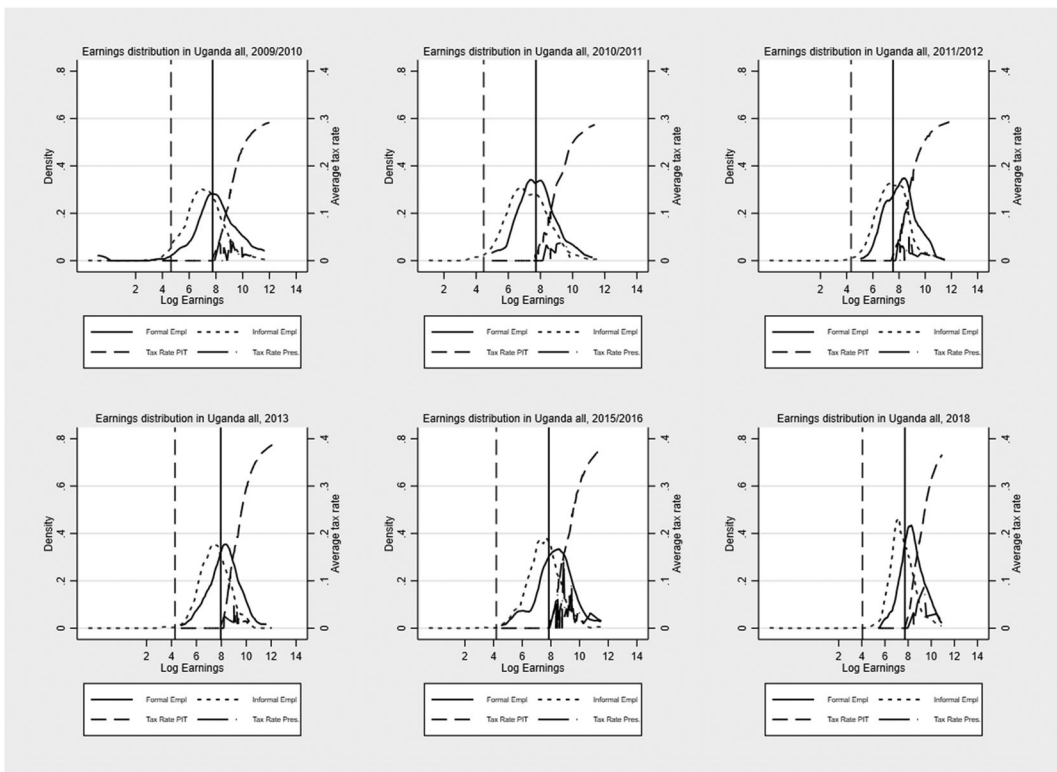 Earnings distribution in Uganda all, 2009/2010
.8
.6
.4
.2
0
Density
.4
.3
.2
.1
0
Average tax rate
2 4 6 8 10 12 14
Log Earnings
Formal Empl Informal Empl
Tax Rate PIT Tax Rate Pres.
Earnings distribution in Uganda all, 2010/2011
.8
.6
.4
.2
0
Density
.4
.3
.2
.1
0
Average tax rate
2 4 6 8 10 12 14
Log Earnings
Formal Empl Informal Empl
Tax Rate PIT Tax Rate Pres.
Earnings distribution in Uganda all, 2011/2012
.8
.6
.4
.2
0
Density
.4
.3
.2
.1
0
Average tax rate
2 4 6 8 10 12 14
Log Earnings
Formal Empl Informal Empl
Tax Rate PIT Tax Rate Pres.
Earnings distribution in Uganda all, 2013
.8
.6
.4
.2
0
Density
.4
.3
.2
.1
0
Average tax rate
2 4 6 8 10 12 14
Log Earnings
Formal Empl Informal Empl
Tax Rate PIT Tax Rate Pres.
Earnings distribution in Uganda all, 2015/2016
.8
.6
.4
.2
0
Density
.4
.3
.2
.1
0
Average tax rate
2 4 6 8 10 12 14
Log Earnings
Formal Empl Informal Empl
Tax Rate PIT Tax Rate Pres.
Earnings distribution in Uganda all, 2018
.8
.6
.4
.2
0
Density
.4
.3
.2
.1
0
Average tax rate
2 4 6 8 10 12 14
Log Earnings
Formal Empl Informal Empl
Tax Rate PIT Tax Rate Pres.